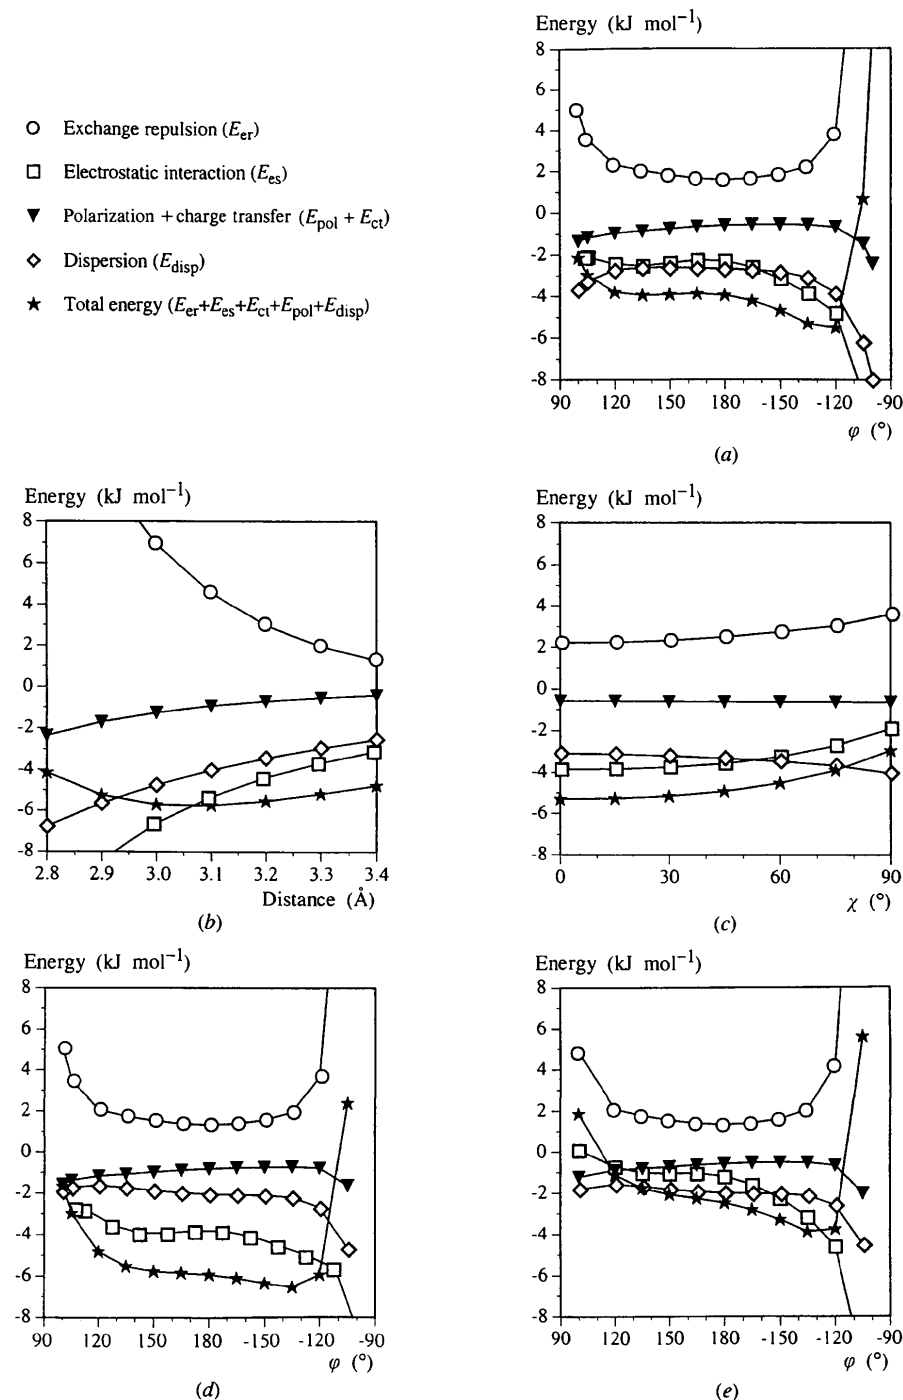 Energy (kJ mol⁻¹)
8
6
4
2
0
-2
-4
-6
-8
90 120 150 180 -150 -120 -90
φ (°)
(a)
Exchange repulsion (E_er)
Electrostatic interaction (E_es)
Polarization + charge transfer (E_pol + E_ct)
Dispersion (E_disp)
Total energy (E_er+E_es+E_ct+E_pol+E_disp)
Energy (kJ mol⁻¹)
8
6
4
2
0
-2
-4
-6
-8
2.8 2.9 3.0 3.1 3.2 3.3 3.4
Distance (Å)
(b)
Energy (kJ mol⁻¹)
8
6
4
2
0
-2
-4
-6
-8
0 30 60 90
χ (°)
(c)
Energy (kJ mol⁻¹)
8
6
4
2
0
-2
-4
-6
-8
90 120 150 180 -150 -120 -90
φ (°)
(d)
Energy (kJ mol⁻¹)
8
6
4
2
0
-2
-4
-6
-8
90 120 150 180 -150 -120 -90
φ (°)
(e)